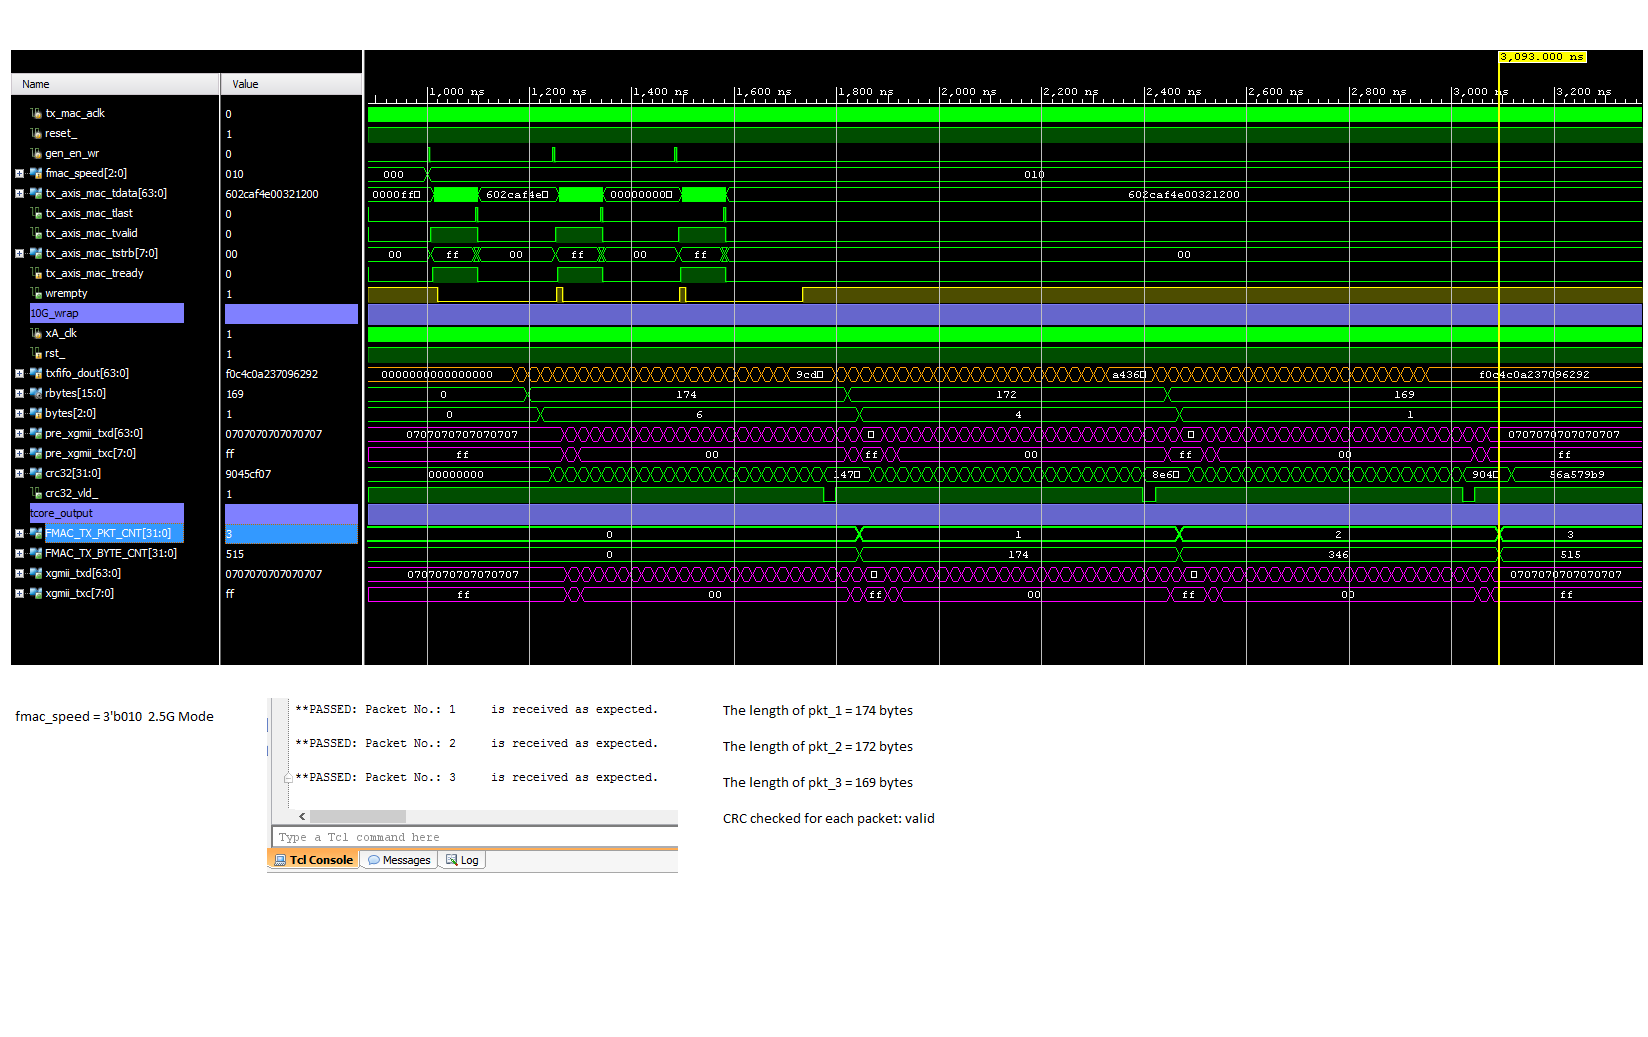 3,093.000 ns
Name Value 1,000 ns 1,200 ns 1,400 ns 1,600 ns 1,800 ns 2,000 ns 2,200 ns 2,400 ns 2,600 ns 2,800 ns 3,000 ns 3,200 ns
tx_mac_aclk 0
reset_ 1
gen_en_wr 0
fmac_speed[2:0] 010 000 010
tx_axis_mac_tdata[63:0] 602caf4e00321200 0000ff□ 602caf4e□ 00000000□ 602caf4e00321200
tx_axis_mac_tlast 0
tx_axis_mac_tvalid 0
tx_axis_mac_tstrb[7:0] 00 00 ff 00 ff 00 ff 00
tx_axis_mac_tready 0
wrempty 1
10G_wrap
xA_clk 1
rst_ 1
txfifo_dout[63:0] f0c4c0a237096292 0000000000000000 9cd□ a436□ f0c4c0a237096292
rbytes[15:0] 169 0 174 172 169
bytes[2:0] 1 0 6 4 1
pre_xgmii_txd[63:0] 0707070707070707 0707070707070707 □ □ 0707070707070707
pre_xgmii_txc[7:0] ff ff 00 ff 00 ff 00 ff
crc32[31:0] 9045cf07 00000000 147□ 8e6□ 904□ 56a579b9
crc32_vld_ 1
tcore_output
FMAC_TX_PKT_CNT[31:0] 3 0 1 2 3
FMAC_TX_BYTE_CNT[31:0] 515 0 174 346 515
xgmii_txd[63:0] 0707070707070707 0707070707070707 □ □ 0707070707070707
xgmii_txc[7:0] ff ff 00 ff 00 ff 00 ff
fmac_speed = 3'b010 2.5G Mode
**PASSED: Packet No.: 1 is received as expected.
**PASSED: Packet No.: 2 is received as expected.
**PASSED: Packet No.: 3 is received as expected.
Type a Tcl command here
Tcl Console Messages Log
The length of pkt_1 = 174 bytes
The length of pkt_2 = 172 bytes
The length of pkt_3 = 169 bytes
CRC checked for each packet: valid